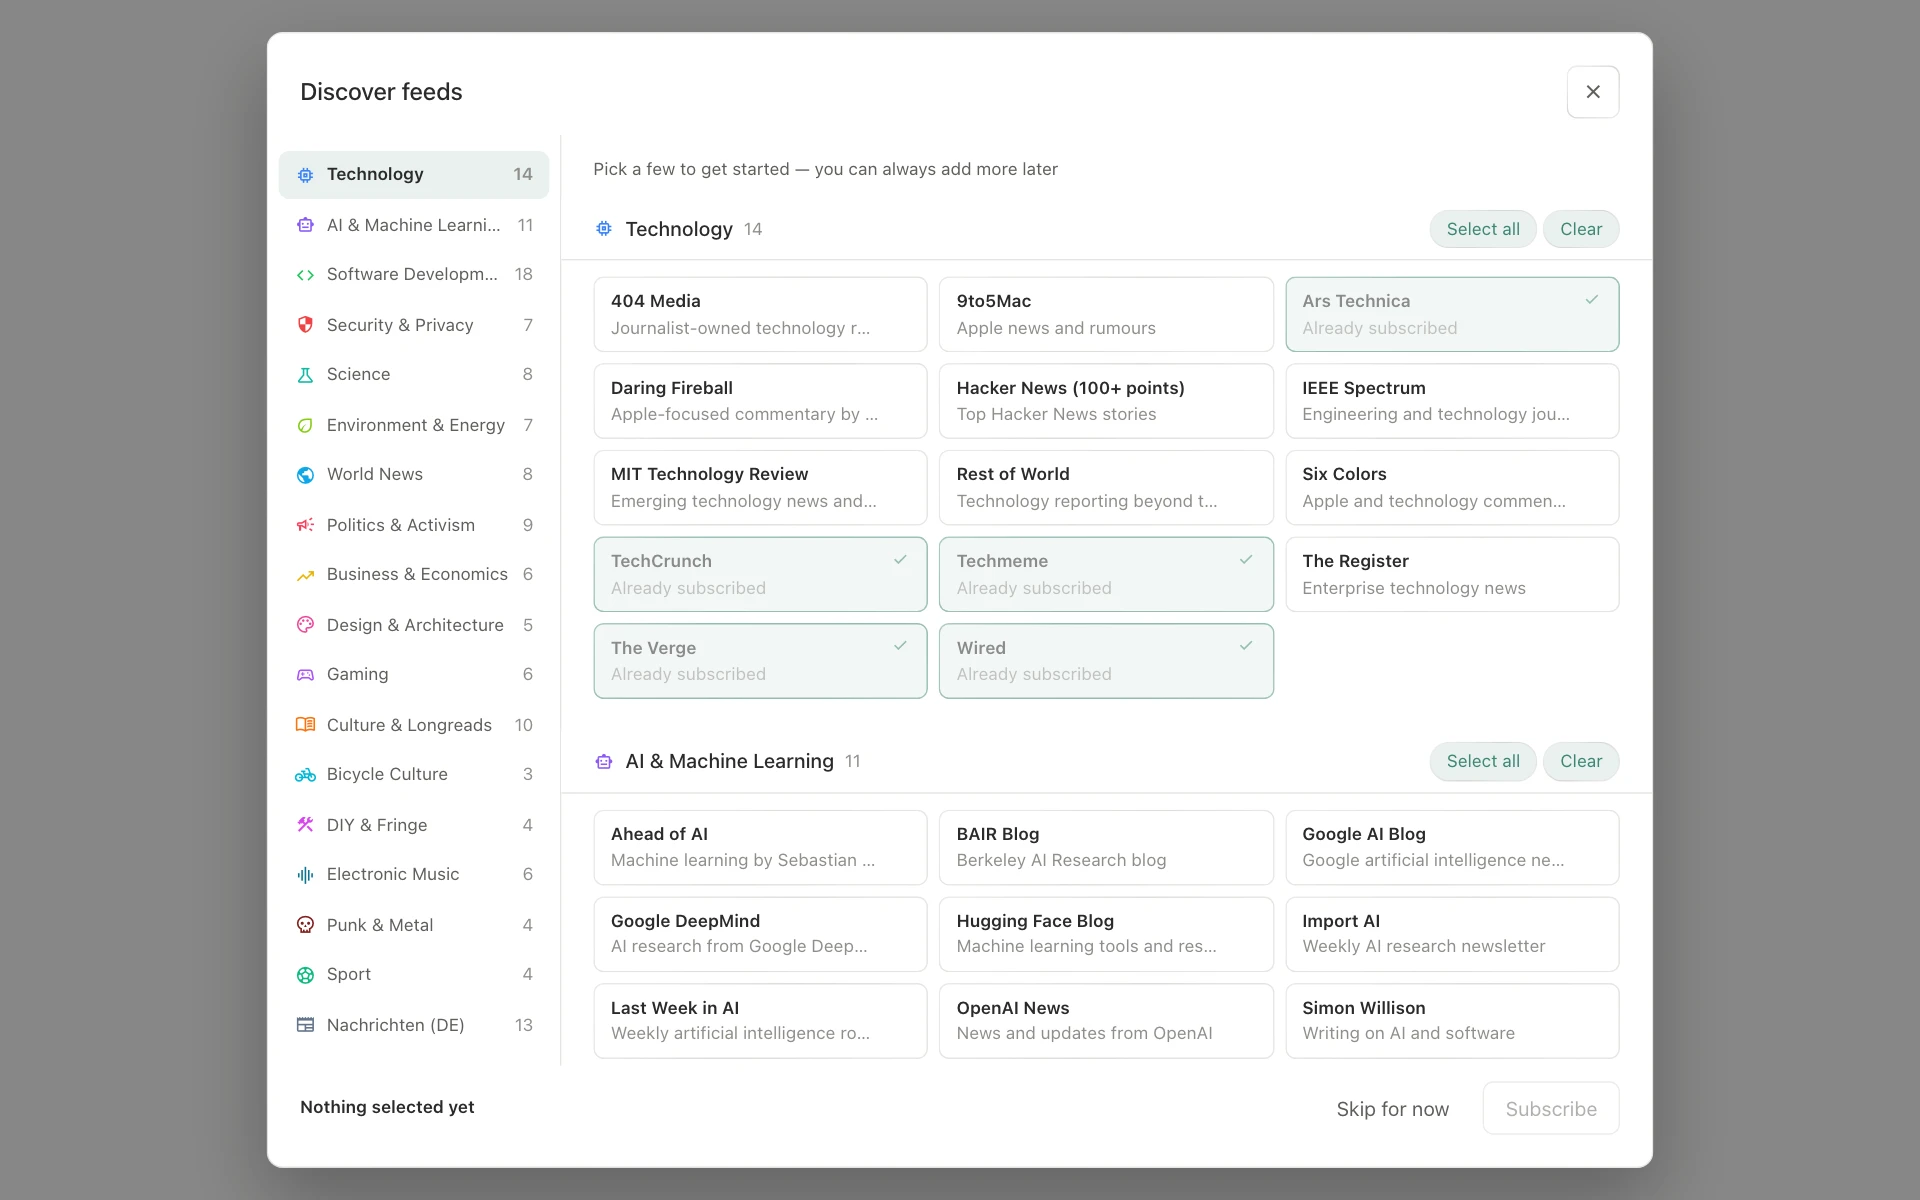 Discover feeds
Technology 14
AI & Machine Learni... 11
Software Developm... 18
Security & Privacy 7
Science 8
Environment & Energy 7
World News 8
Politics & Activism 9
Business & Economics 6
Design & Architecture 5
Gaming 6
Culture & Longreads 10
Bicycle Culture 3
DIY & Fringe 4
Electronic Music 6
Punk & Metal 4
Sport 4
Nachrichten (DE) 13
Pick a few to get started — you can always add more later
Technology 14 Select all Clear
404 Media
Journalist-owned technology r...
9to5Mac
Apple news and rumours
Ars Technica
Already subscribed
Daring Fireball
Apple-focused commentary by ...
Hacker News (100+ points)
Top Hacker News stories
IEEE Spectrum
Engineering and technology jou...
MIT Technology Review
Emerging technology news and...
Rest of World
Technology reporting beyond t...
Six Colors
Apple and technology commen...
TechCrunch
Already subscribed
Techmeme
Already subscribed
The Register
Enterprise technology news
The Verge
Already subscribed
Wired
Already subscribed
AI & Machine Learning 11 Select all Clear
Ahead of AI
Machine learning by Sebastian ...
BAIR Blog
Berkeley AI Research blog
Google AI Blog
Google artificial intelligence ne...
Google DeepMind
AI research from Google Deep...
Hugging Face Blog
Machine learning tools and res...
Import AI
Weekly AI research newsletter
Last Week in AI
Weekly artificial intelligence ro...
OpenAI News
News and updates from OpenAI
Simon Willison
Writing on AI and software
Nothing selected yet
Skip for now
Subscribe